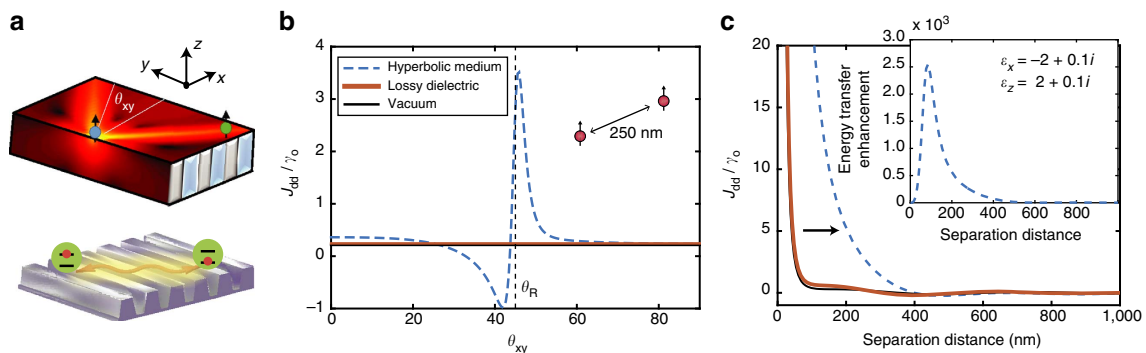 a
z
y
x
θxy
b
Jdd / γo
4
3
2
1
0
−1
Hyperbolic medium
Lossy dielectric
Vacuum
250 nm
θR
0 20 40 60 80
θxy
c
Jdd / γo
20
15
10
5
0
0 200 400 600 800 1,000
Separation distance (nm)
× 10³
3.0
2.5
2.0
1.5
1.0
0.5
0
0 200 400 600 800
Energy transfer
enhancement
Separation distance
εx = −2 + 0.1i
εz = 2 + 0.1i